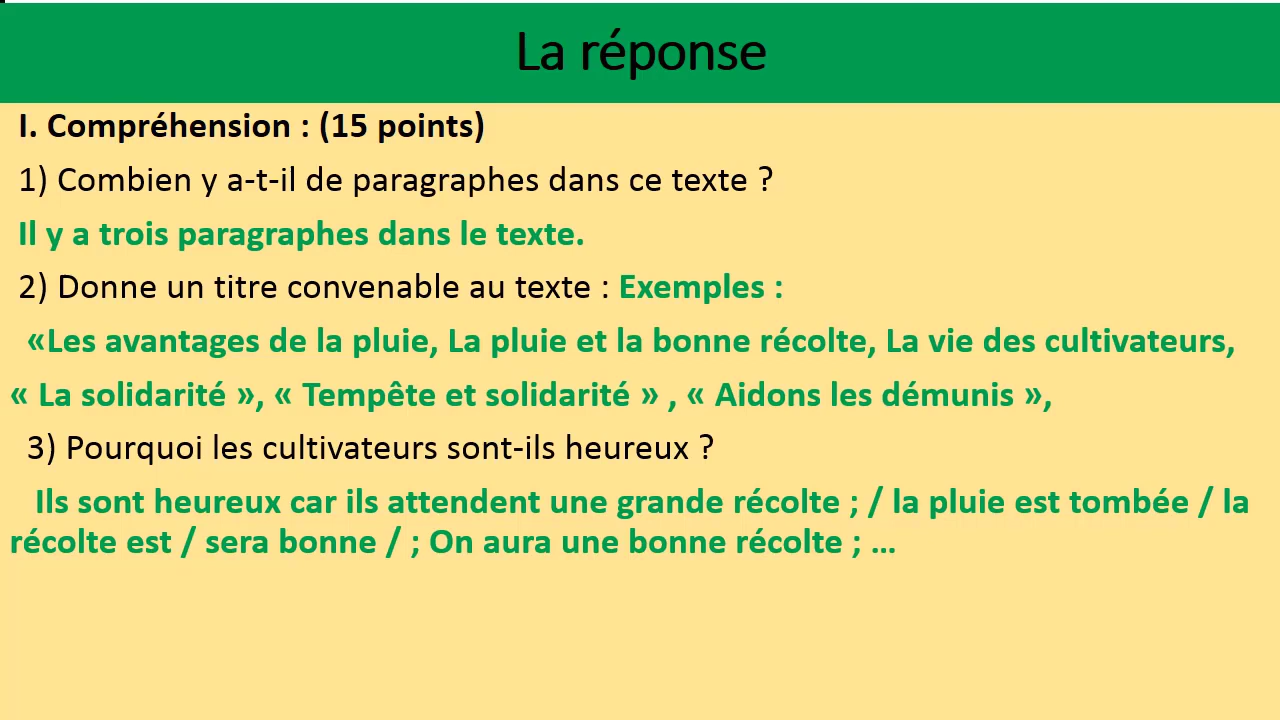 La réponse
I. Compréhension : (15 points)
1) Combien y a-t-il de paragraphes dans ce texte ?
Il y a trois paragraphes dans le texte.
2) Donne un titre convenable au texte : Exemples :
«Les avantages de la pluie, La pluie et la bonne récolte, La vie des cultivateurs,
« La solidarité », « Tempête et solidarité » , « Aidons les démunis »,
3) Pourquoi les cultivateurs sont-ils heureux ?
Ils sont heureux car ils attendent une grande récolte ; / la pluie est tombée / la
récolte est / sera bonne / ; On aura une bonne récolte ; …